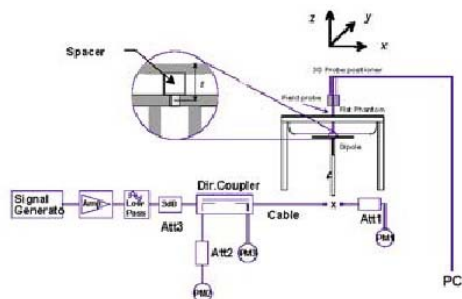 z
y
x
Spacer
s
3D Probe positioner
Field probe
Flat Phantom
Dipole
Dir.Coupler
Signal
Generato
Amp
Low
Pass
3dB
Att3
Cable
x
Att1
PM1
Att2
PM3
PM2
PC